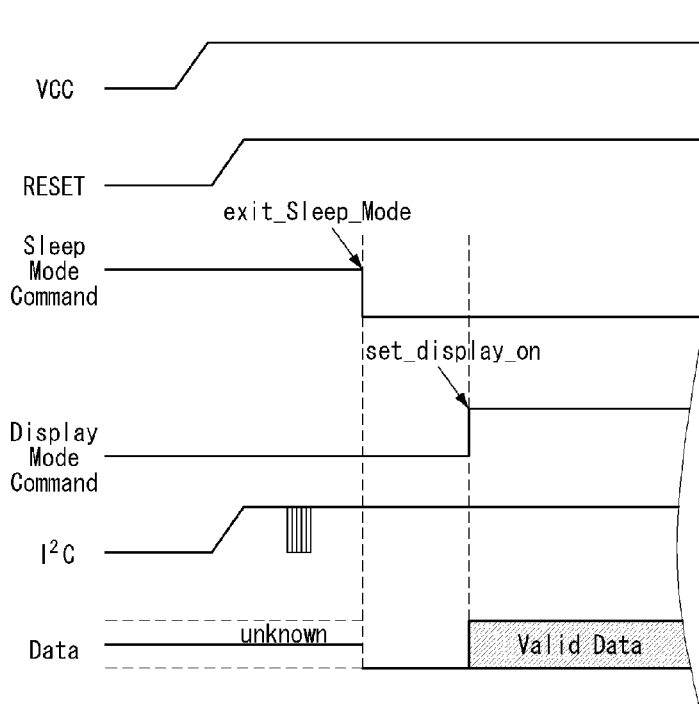 VCC
RESET
exit_Sleep_Mode
Sleep
Mode
Command
set_display_on
Display
Mode
Command
I²C
unknown
Data
Valid Data